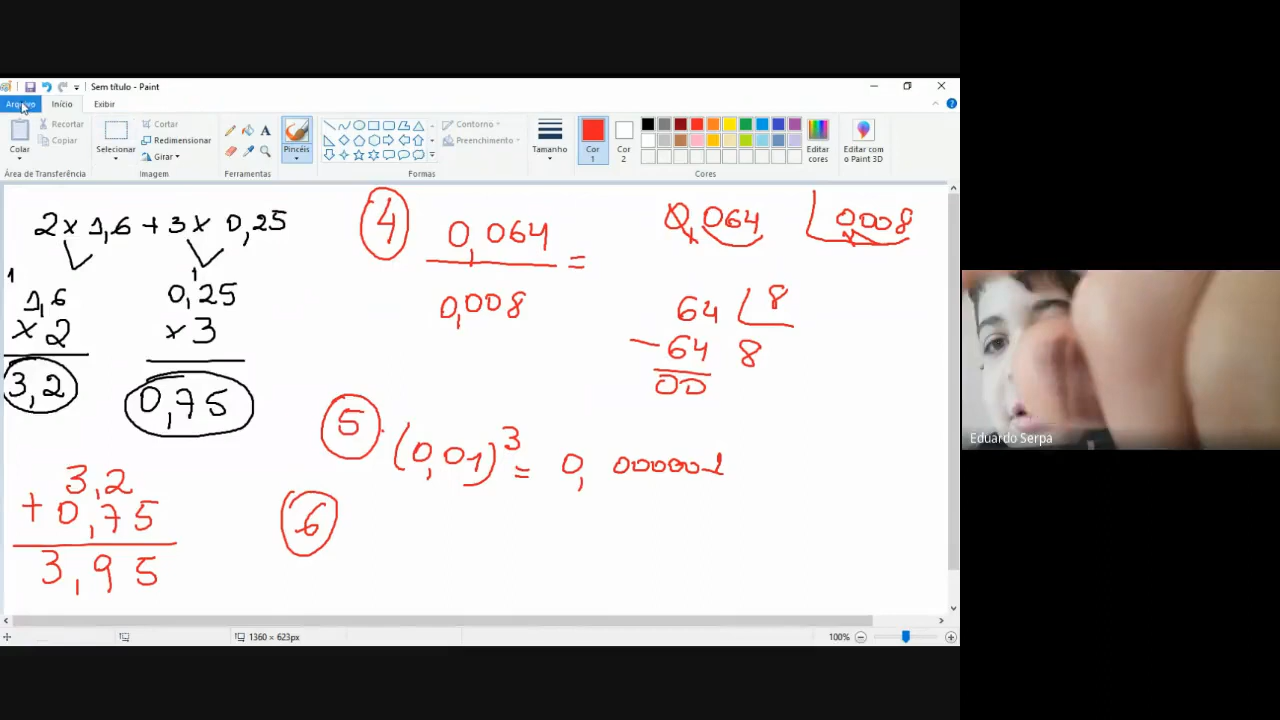 Sem título - Paint
Arquivo Início Exibir
Colar
Recortar
Copiar
Área de Transferência
Selecionar
Cortar
Redimensionar
Girar
Imagem
Ferramentas
Pincéis
Contorno
Preenchimento
Formas
Tamanho
Cor
1
Cor
2
Editar
cores
Editar com
o Paint 3D
Cores
2 x 1,6 + 3 x 0,25
1
1,6
x 2
3,2
1
0,25
x 3
0,75
3,2
+ 0,75
3,95
4
0,064
=
0,008
0,064 0008
64 8
- 64 8
00
5 (0,01)³ = 0,000001
6
Eduardo Serpa
1360 × 623px
100%